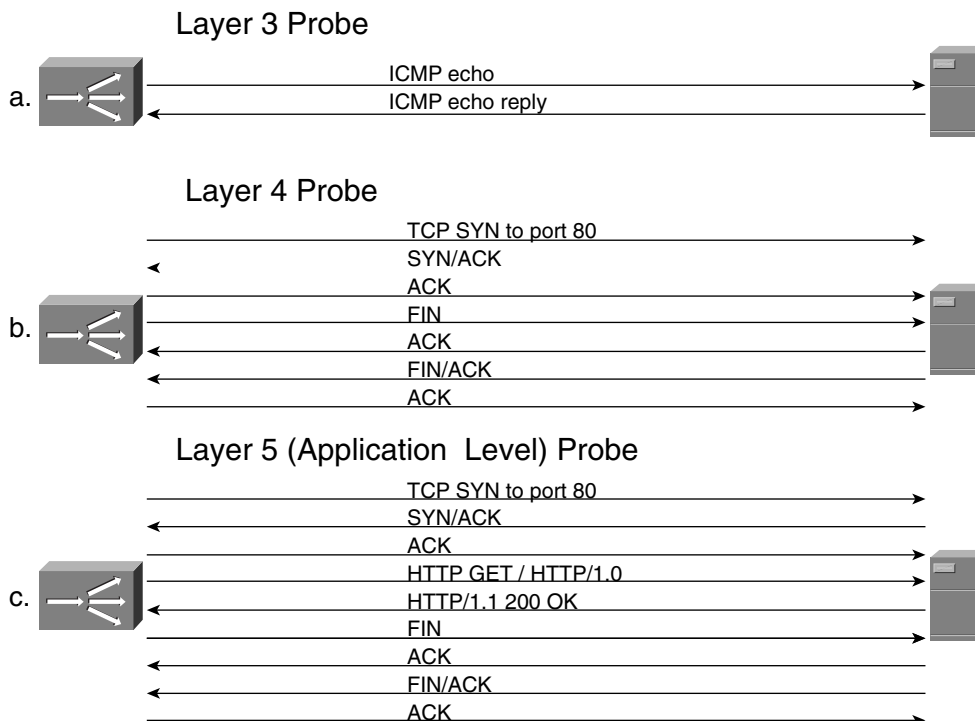 Layer 3 Probe
a.
ICMP echo
ICMP echo reply
Layer 4 Probe
TCP SYN to port 80
SYN/ACK
ACK
b.
FIN
ACK
FIN/ACK
ACK
Layer 5 (Application Level) Probe
TCP SYN to port 80
SYN/ACK
ACK
c.
HTTP GET / HTTP/1.0
HTTP/1.1 200 OK
FIN
ACK
FIN/ACK
ACK